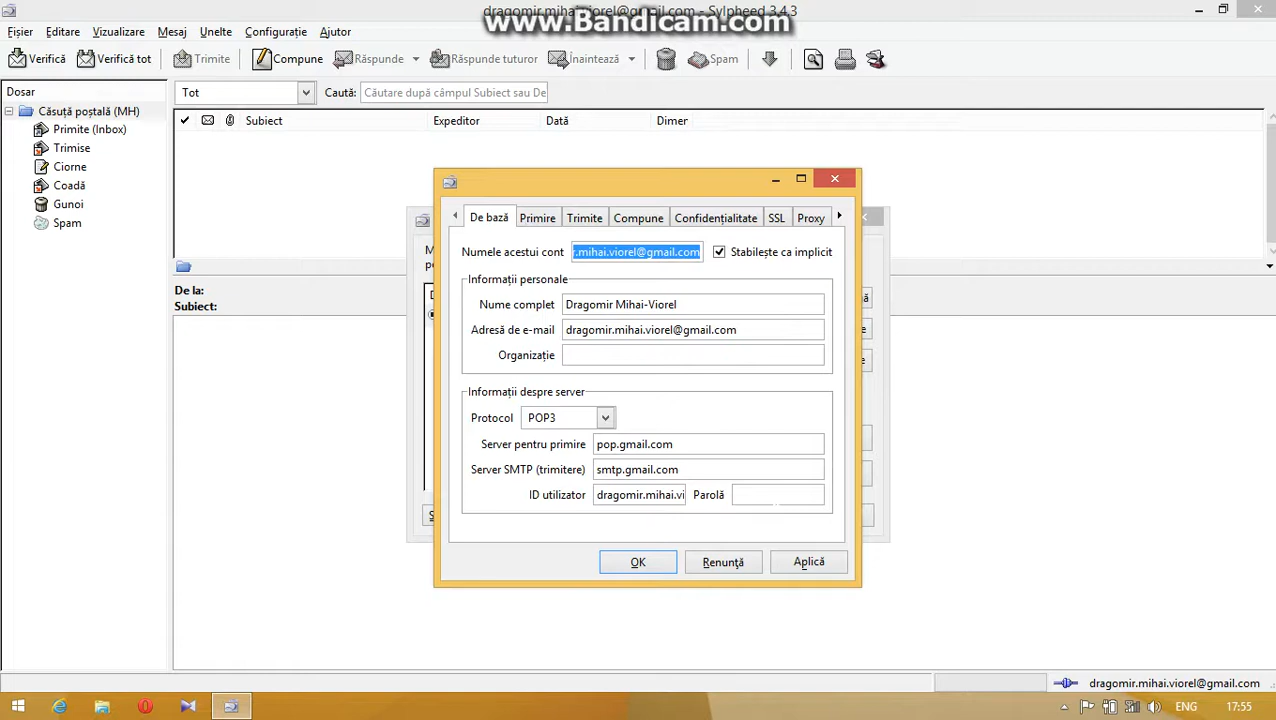 dragomir.mihai.viorel@gmail.com - Sylpheed 3.4.3
www.Bandicam.com
Fișier Editare Vizualizare Mesaj Unelte Configurație Ajutor
Verifică Verifică tot Trimite Compune Răspunde Răspunde tuturor Înaintează Spam
Dosar
Tot Caută: Căutare după câmpul Subiect sau De
Căsuță poștală (MH)
Subiect Expeditor Dată Dimer
Primite (Inbox)
Trimise
Ciorne
Coadă
Gunoi
Spam
De la:
Subiect:
De bază Primire Trimite Compune Confidențialitate SSL Proxy
Numele acestui cont r.mihai.viorel@gmail.com Stabilește ca implicit
Informații personale
Nume complet Dragomir Mihai-Viorel
Adresă de e-mail dragomir.mihai.viorel@gmail.com
Organizație
Informații despre server
Protocol POP3
Server pentru primire pop.gmail.com
Server SMTP (trimitere) smtp.gmail.com
ID utilizator dragomir.mihai.vi Parolă
OK Renunță Aplică
dragomir.mihai.viorel@gmail.com
ENG 17:55